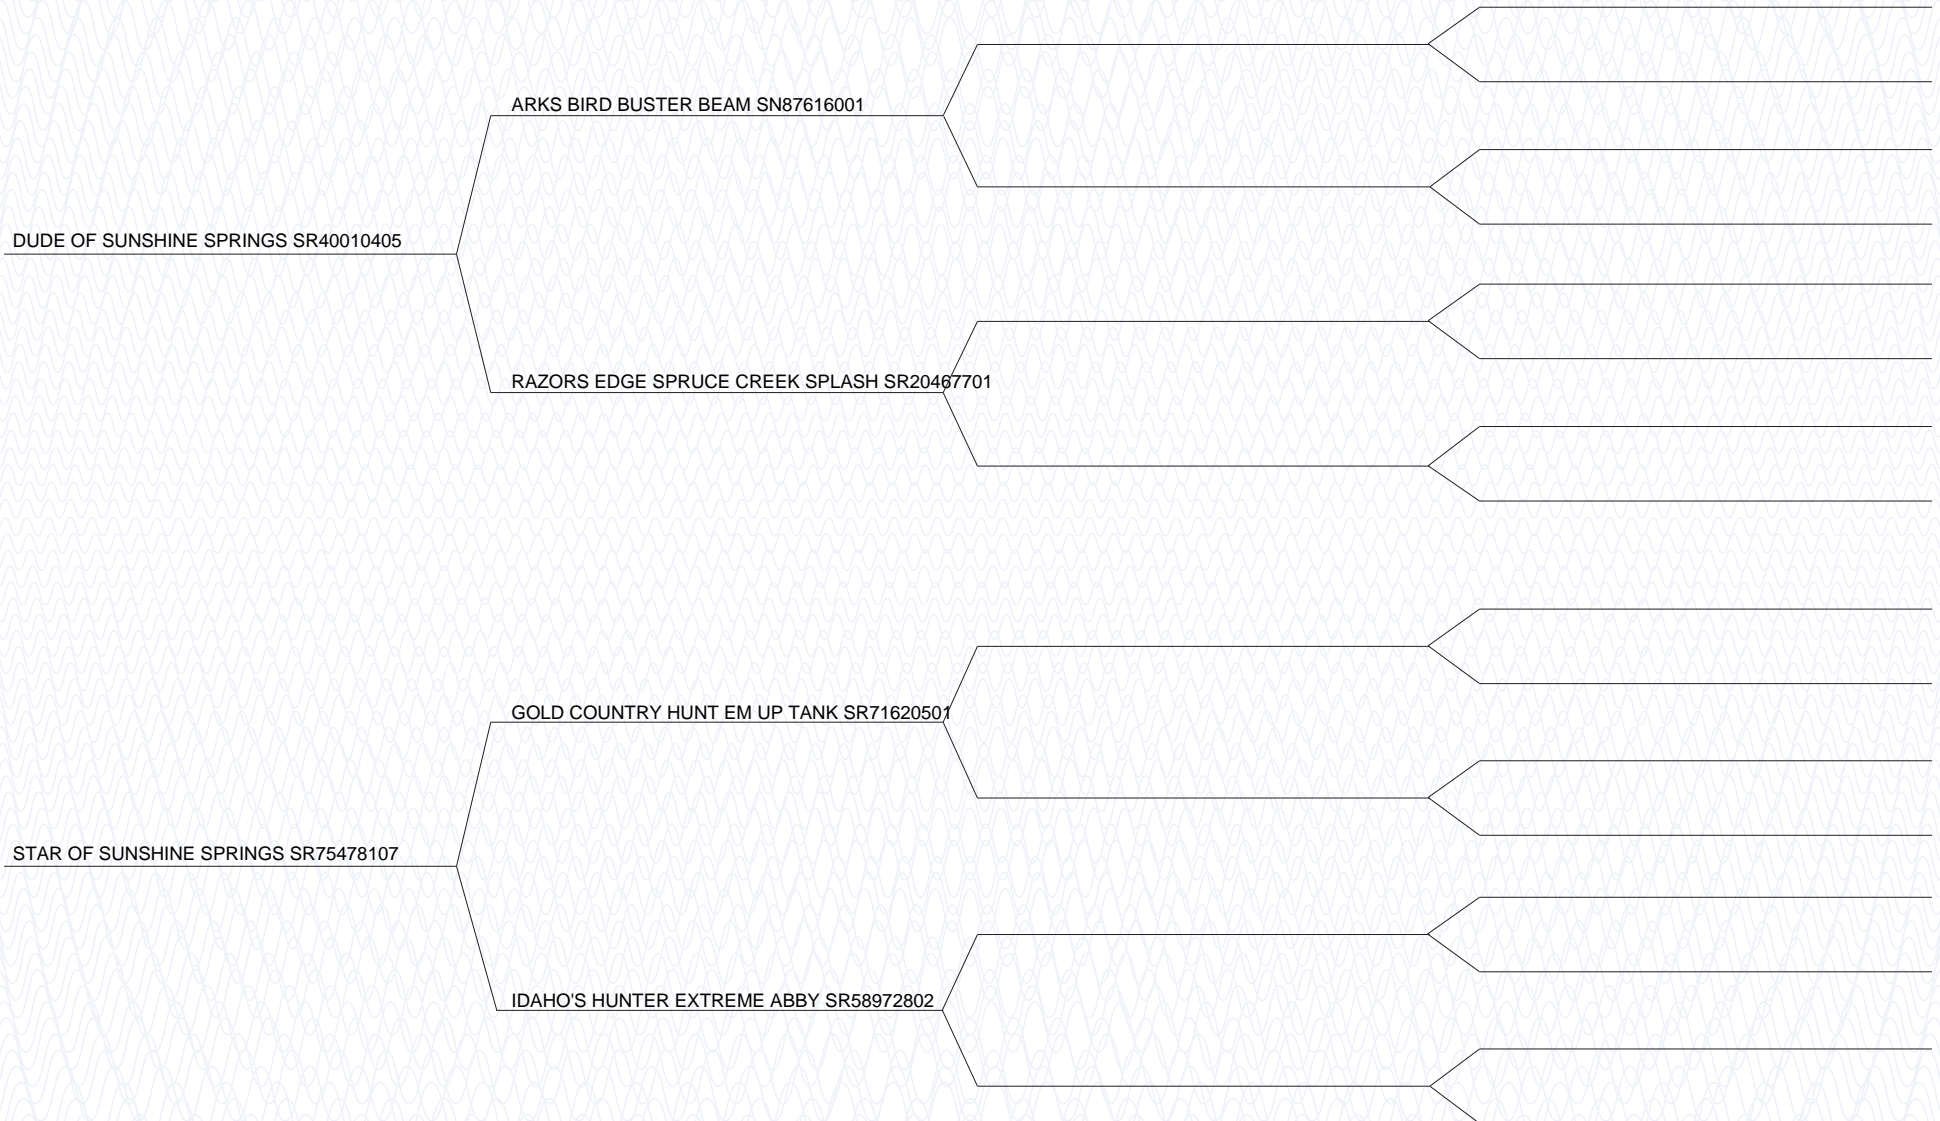 ARKS BIRD BUSTER BEAM SN87616001
DUDE OF SUNSHINE SPRINGS SR40010405
RAZORS EDGE SPRUCE CREEK SPLASH SR20467701
GOLD COUNTRY HUNT EM UP TANK SR71620501
STAR OF SUNSHINE SPRINGS SR75478107
IDAHO'S HUNTER EXTREME ABBY SR58972802